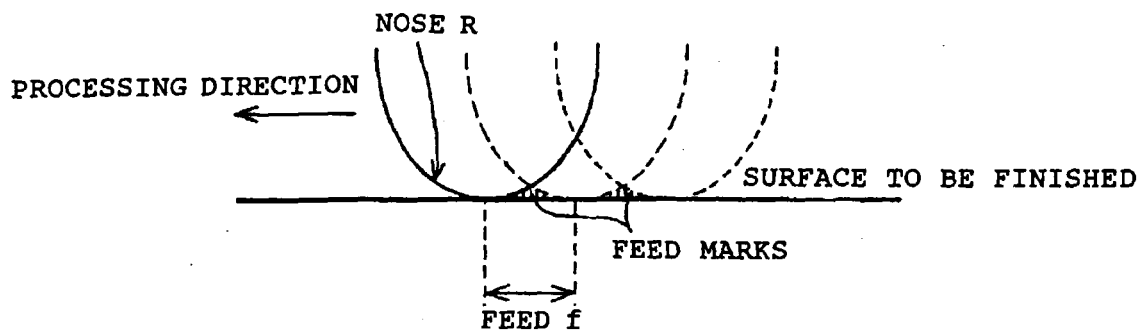 NOSE R
PROCESSING DIRECTION
SURFACE TO BE FINISHED
FEED MARKS
FEED f